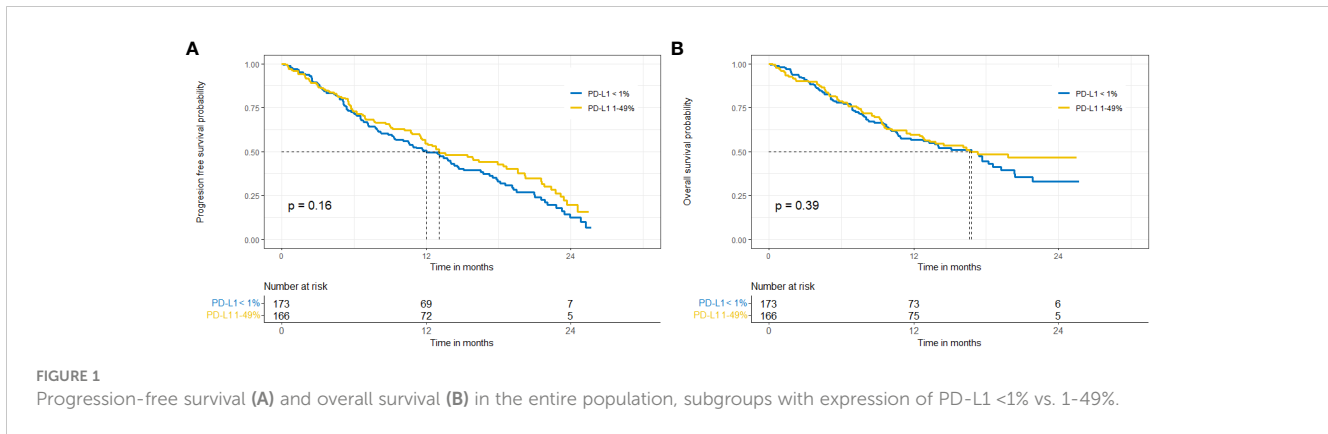 A
B
Progresion free survival probability
1.00
0.75
0.50
0.25
0.00
PD-L1 < 1%
PD-L1 1-49%
p = 0.16
0
12
24
Time in months
Number at risk
PD-L1 < 1%
173
69
7
PD-L1 1-49%
166
72
5
0
12
24
Time in months
Overall survival probability
1.00
0.75
0.50
0.25
0.00
PD-L1 < 1%
PD-L1 1-49%
p = 0.39
0
12
24
Time in months
Number at risk
PD-L1 < 1%
173
73
6
PD-L1 1-49%
166
75
5
0
12
24
Time in months
FIGURE 1
Progression-free survival (A) and overall survival (B) in the entire population, subgroups with expression of PD-L1 <1% vs. 1-49%.